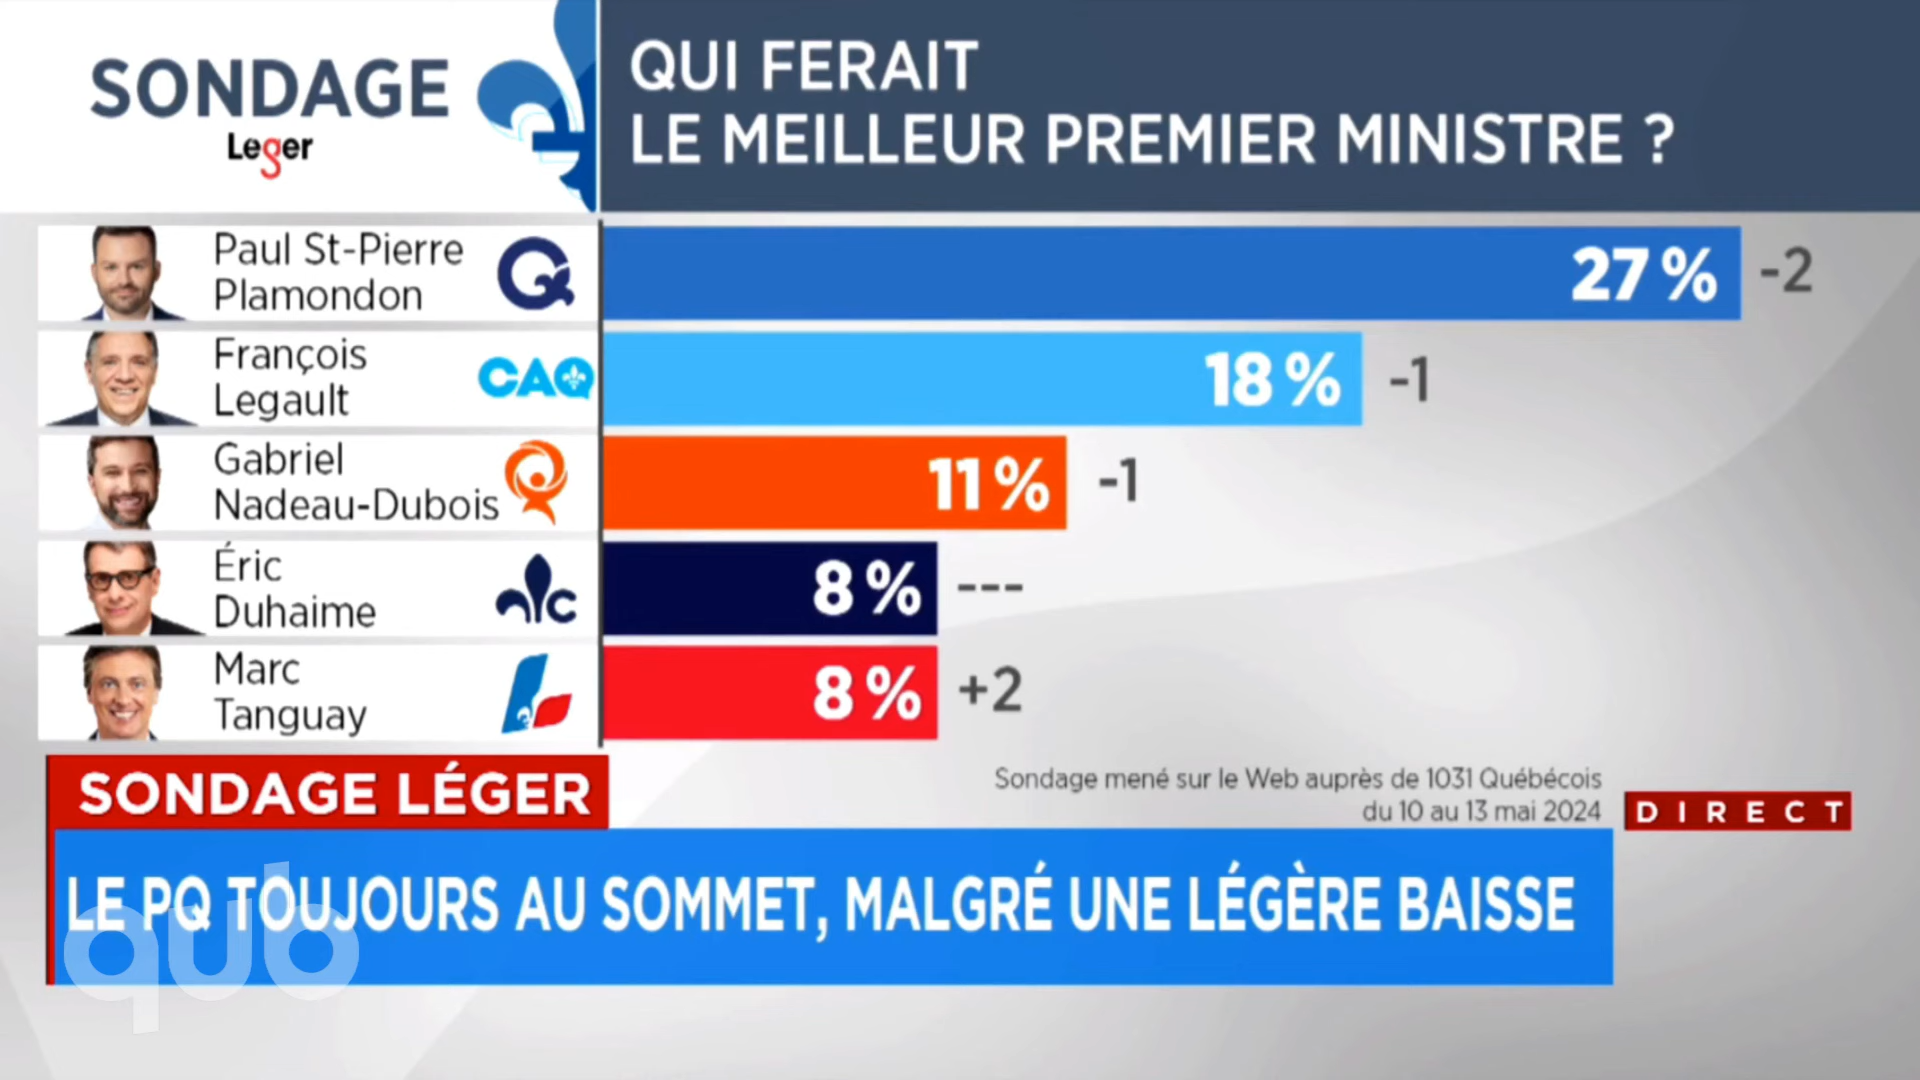 SONDAGE
Leger
QUI FERAIT
LE MEILLEUR PREMIER MINISTRE ?
Paul St-Pierre
Plamondon
27 % -2
François
Legault
CAQ
18 % -1
Gabriel
Nadeau-Dubois
11 % -1
Éric
Duhaime
C
8 % ---
Marc
Tanguay
8 % +2
SONDAGE LÉGER
Sondage mené sur le Web auprès de 1031 Québécois
du 10 au 13 mai 2024
DIRECT
LE PQ TOUJOURS AU SOMMET, MALGRÉ UNE LÉGÈRE BAISSE
qub